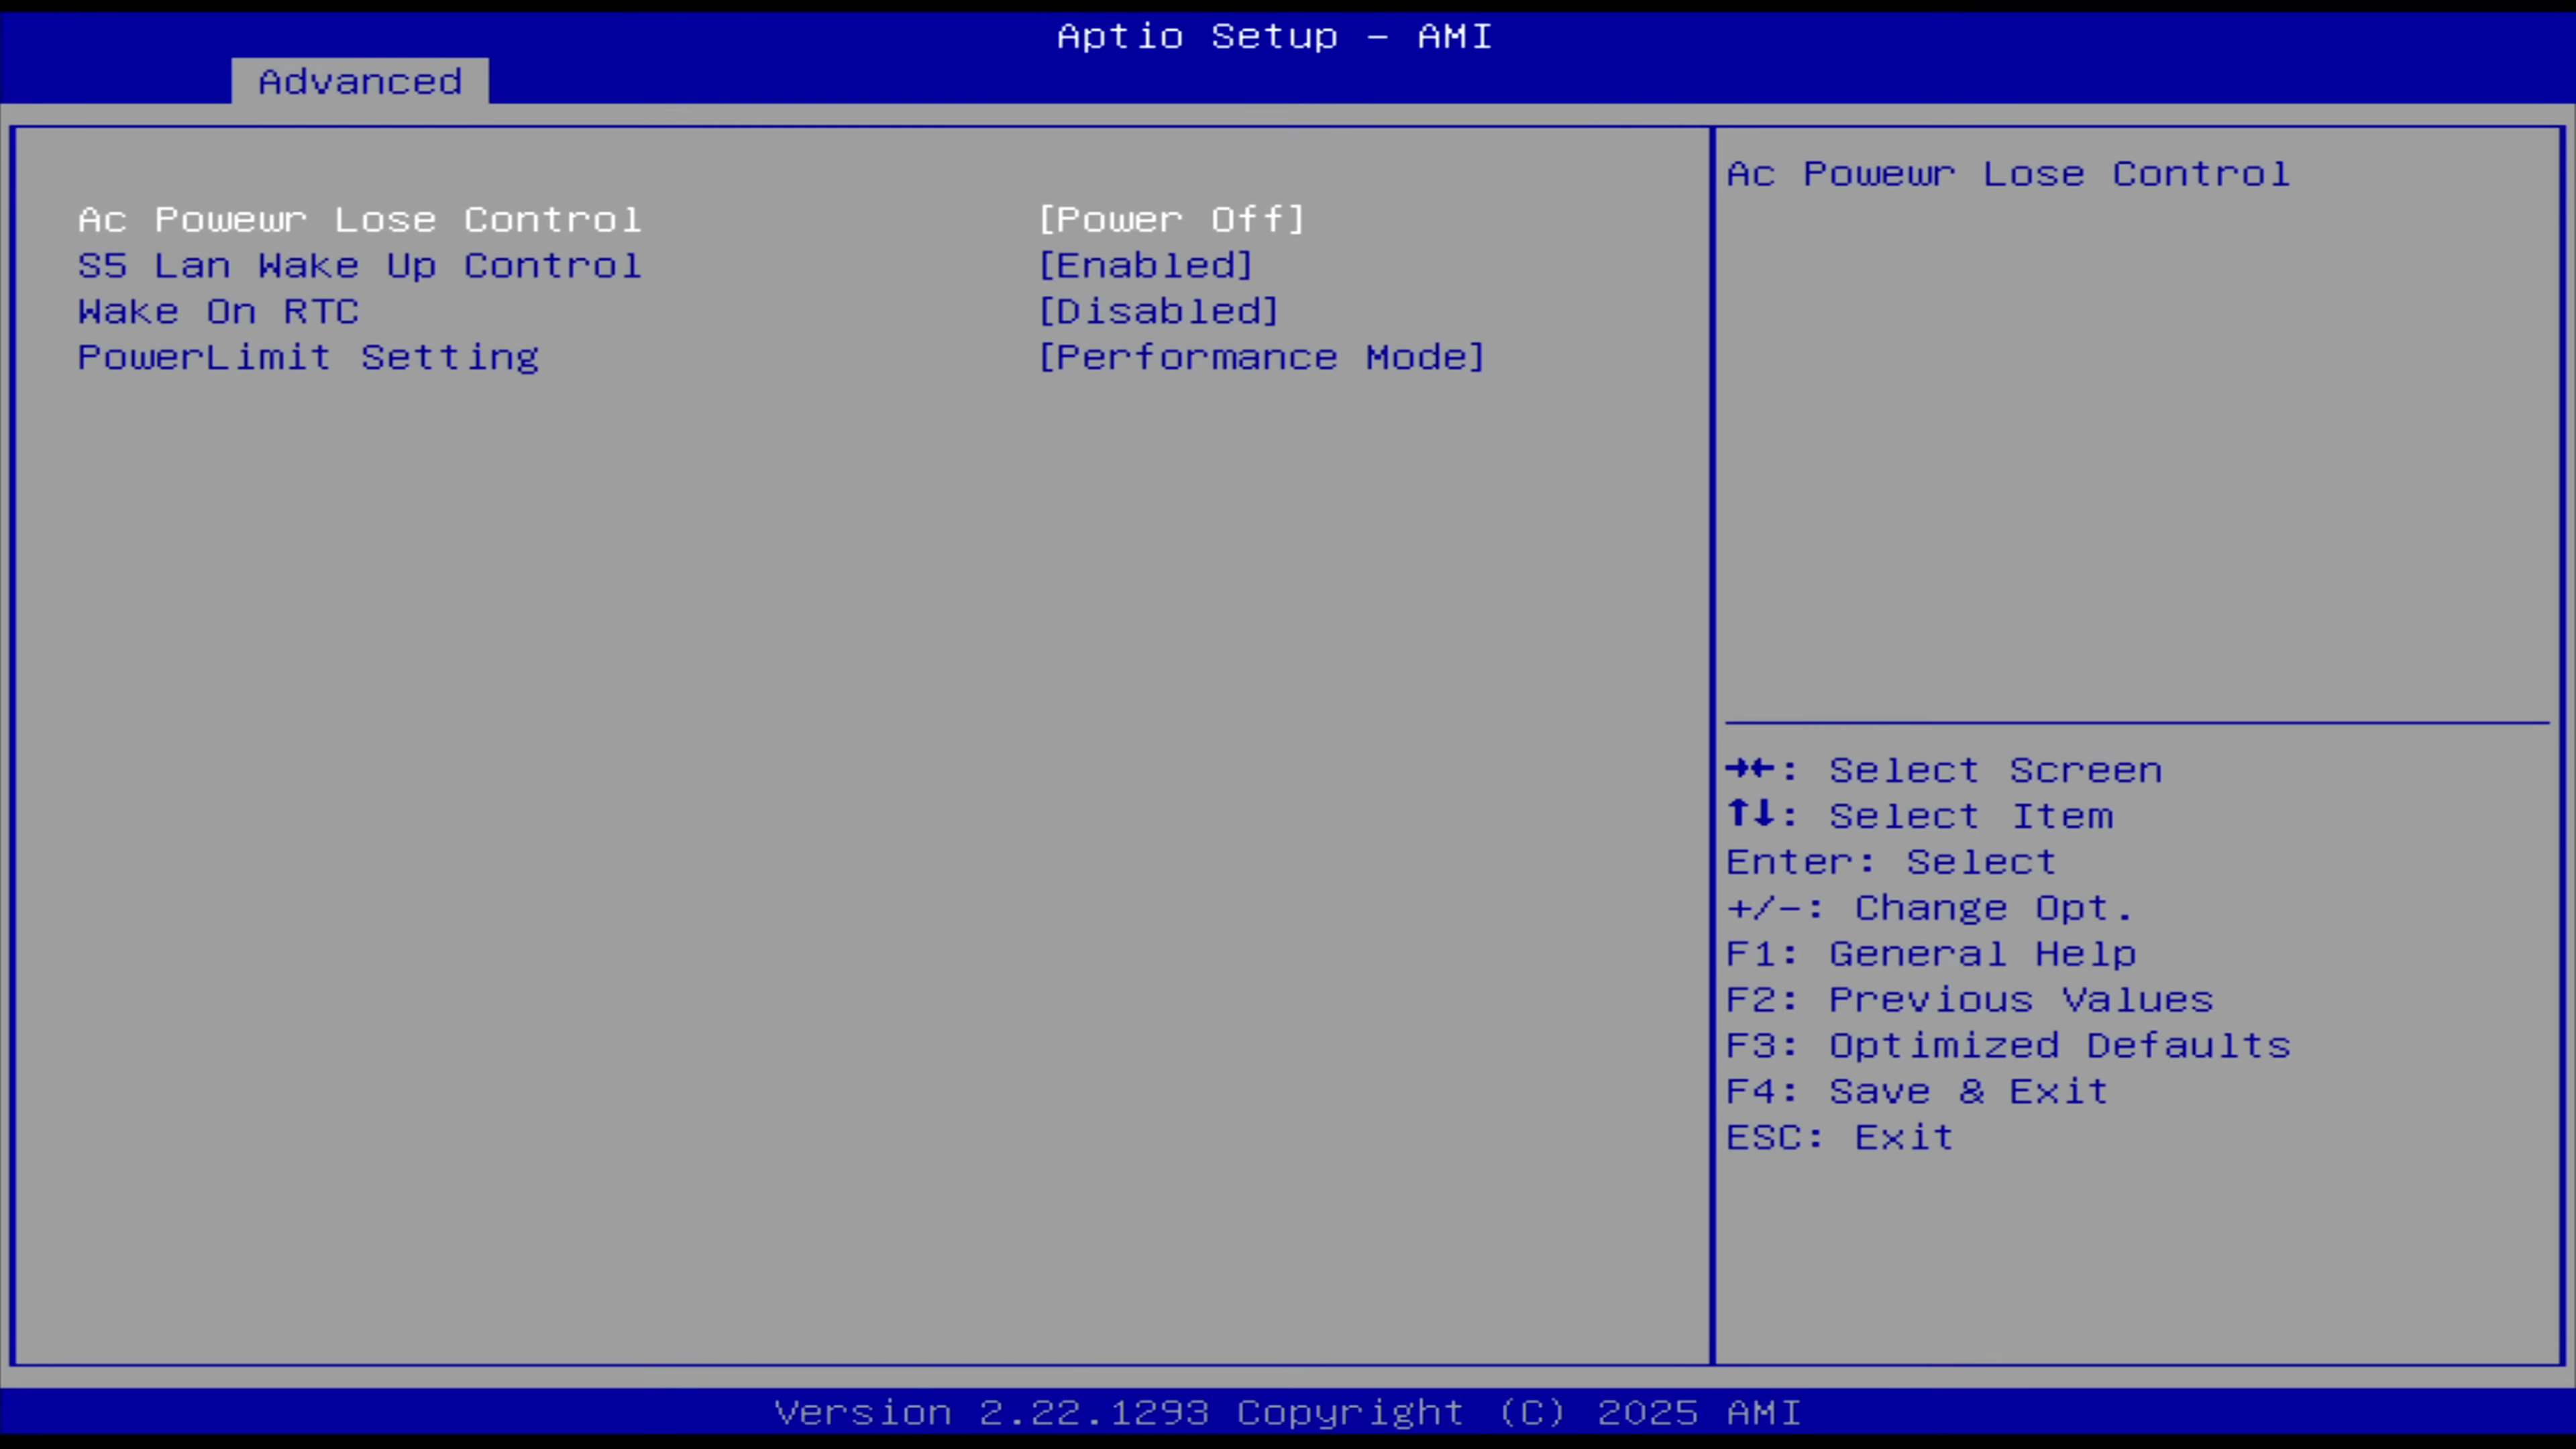 Aptio Setup - AMI
Advanced
Ac Powewr Lose Control [Power Off]
S5 Lan Wake Up Control [Enabled]
Wake On RTC [Disabled]
PowerLimit Setting [Performance Mode]
Ac Powewr Lose Control
→←: Select Screen
↑↓: Select Item
Enter: Select
+/-: Change Opt.
F1: General Help
F2: Previous Values
F3: Optimized Defaults
F4: Save & Exit
ESC: Exit
Version 2.22.1293 Copyright (C) 2025 AMI